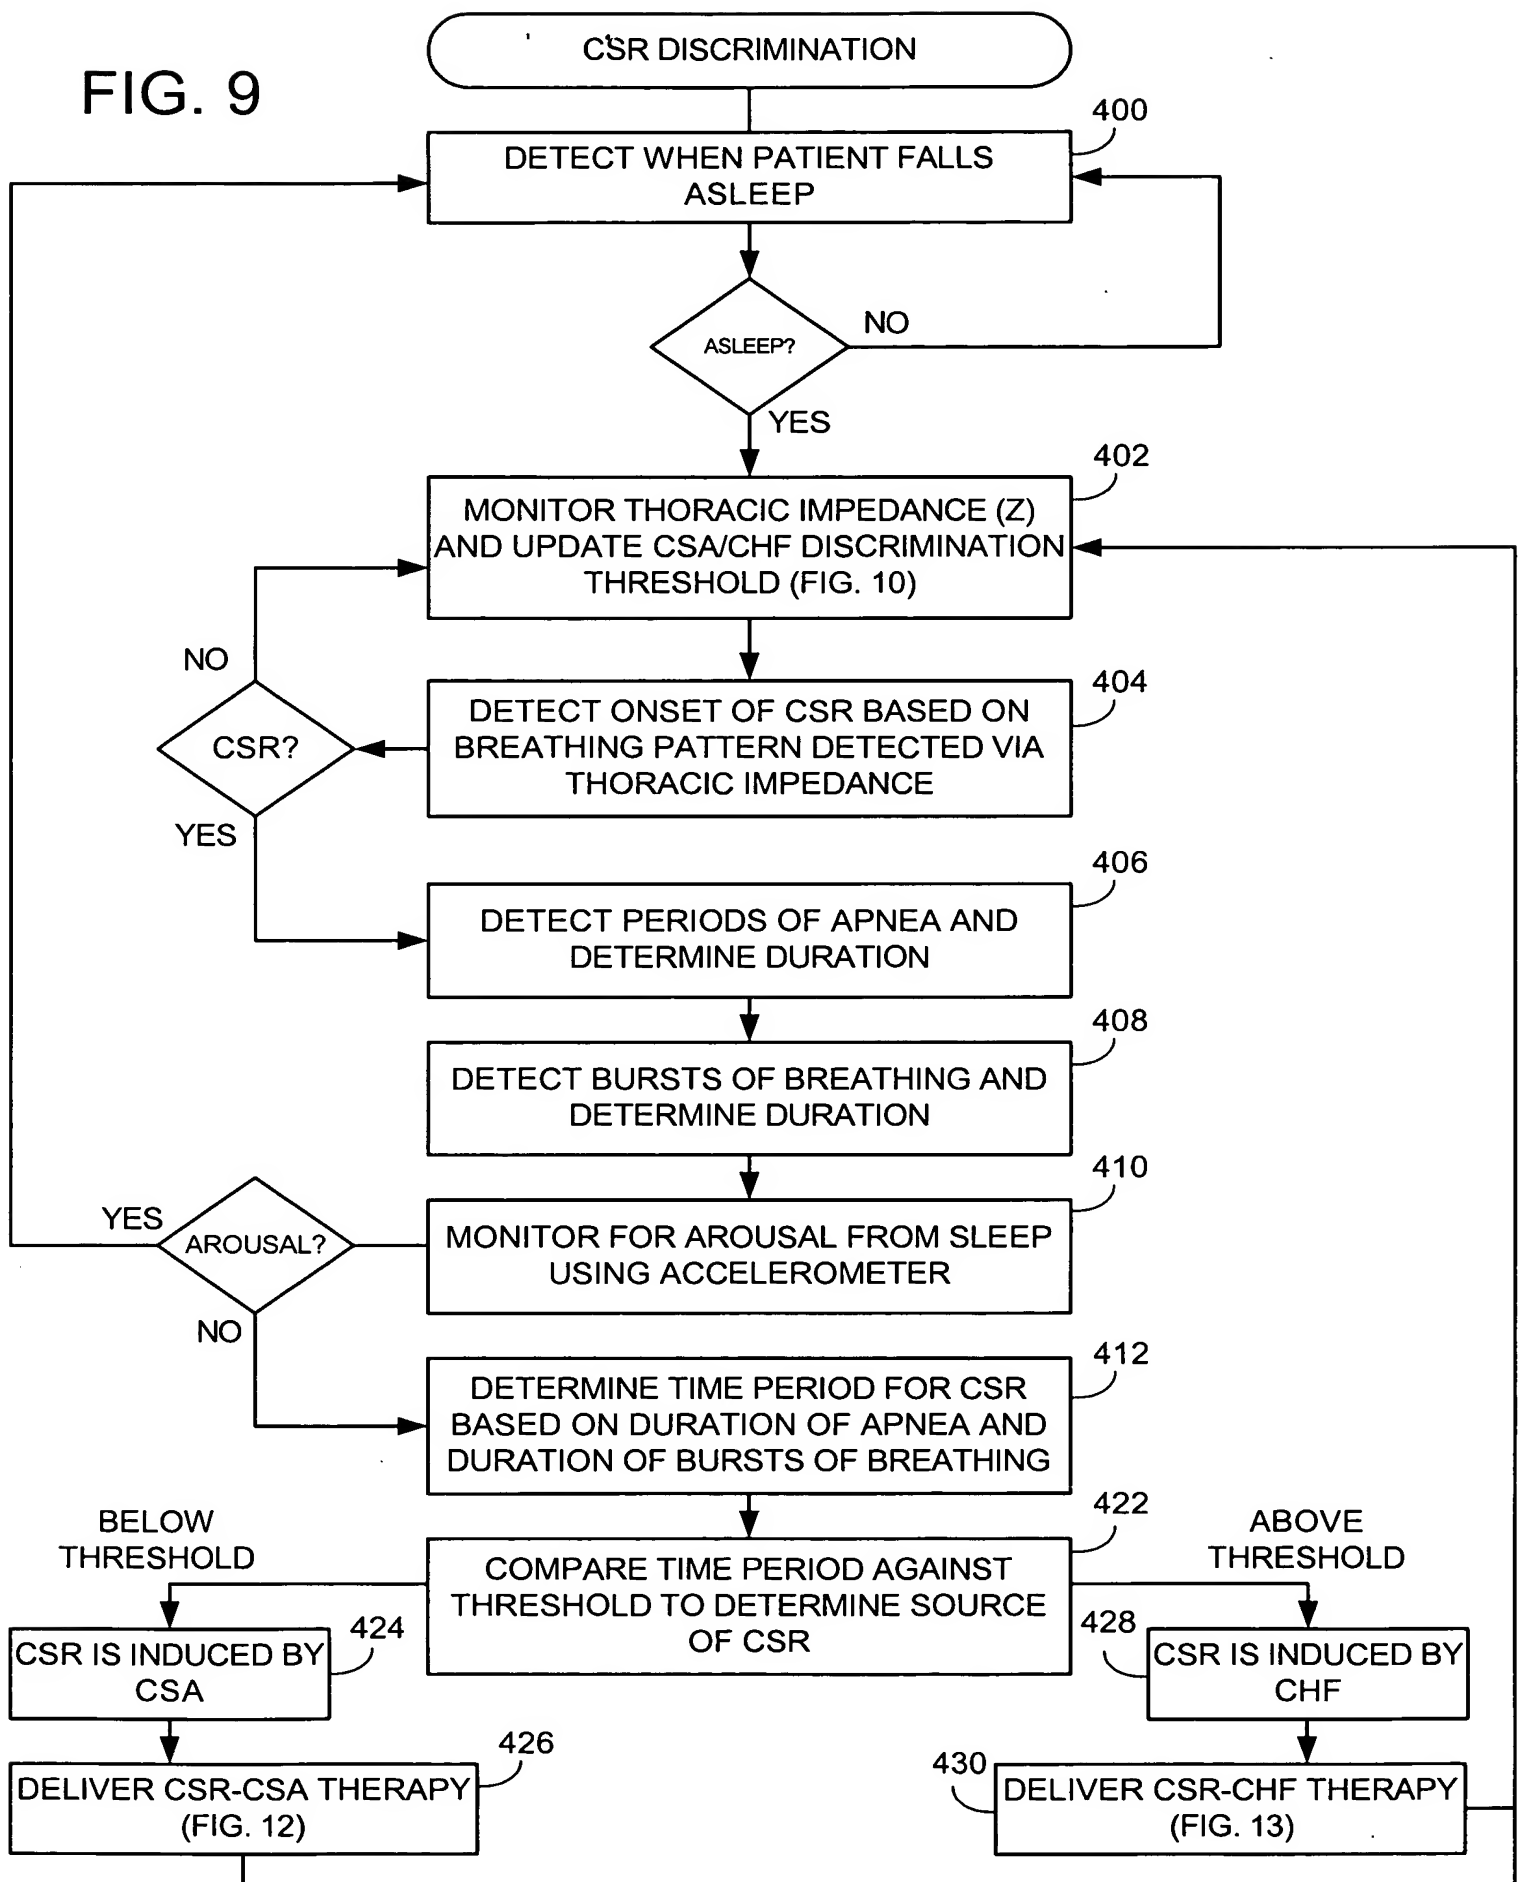 CSR DISCRIMINATION
FIG. 9
400
DETECT WHEN PATIENT FALLS
ASLEEP
ASLEEP?
NO
YES
402
MONITOR THORACIC IMPEDANCE (Z)
AND UPDATE CSA/CHF DISCRIMINATION
THRESHOLD (FIG. 10)
NO
404
DETECT ONSET OF CSR BASED ON
BREATHING PATTERN DETECTED VIA
THORACIC IMPEDANCE
CSR?
YES
406
DETECT PERIODS OF APNEA AND
DETERMINE DURATION
408
DETECT BURSTS OF BREATHING AND
DETERMINE DURATION
410
MONITOR FOR AROUSAL FROM SLEEP
USING ACCELEROMETER
YES
AROUSAL?
NO
412
DETERMINE TIME PERIOD FOR CSR
BASED ON DURATION OF APNEA AND
DURATION OF BURSTS OF BREATHING
422
COMPARE TIME PERIOD AGAINST
THRESHOLD TO DETERMINE SOURCE
OF CSR
BELOW
THRESHOLD
ABOVE
THRESHOLD
424
CSR IS INDUCED BY
CSA
428
CSR IS INDUCED BY
CHF
426
DELIVER CSR-CSA THERAPY
(FIG. 12)
430
DELIVER CSR-CHF THERAPY
(FIG. 13)